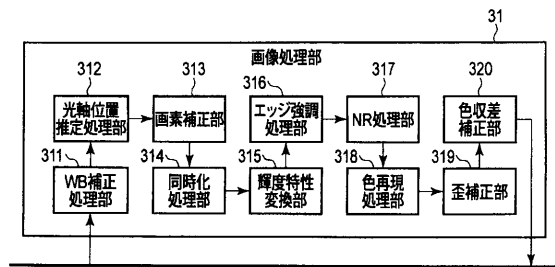 31
画像処理部
312
313
316
317
320
光軸位置
推定処理部
画素補正部
エッジ強調
処理部
NR処理部
色収差
補正部
311
314
315
318
319
WB補正
処理部
同時化
処理部
輝度特性
変換部
色再現
処理部
歪補正部